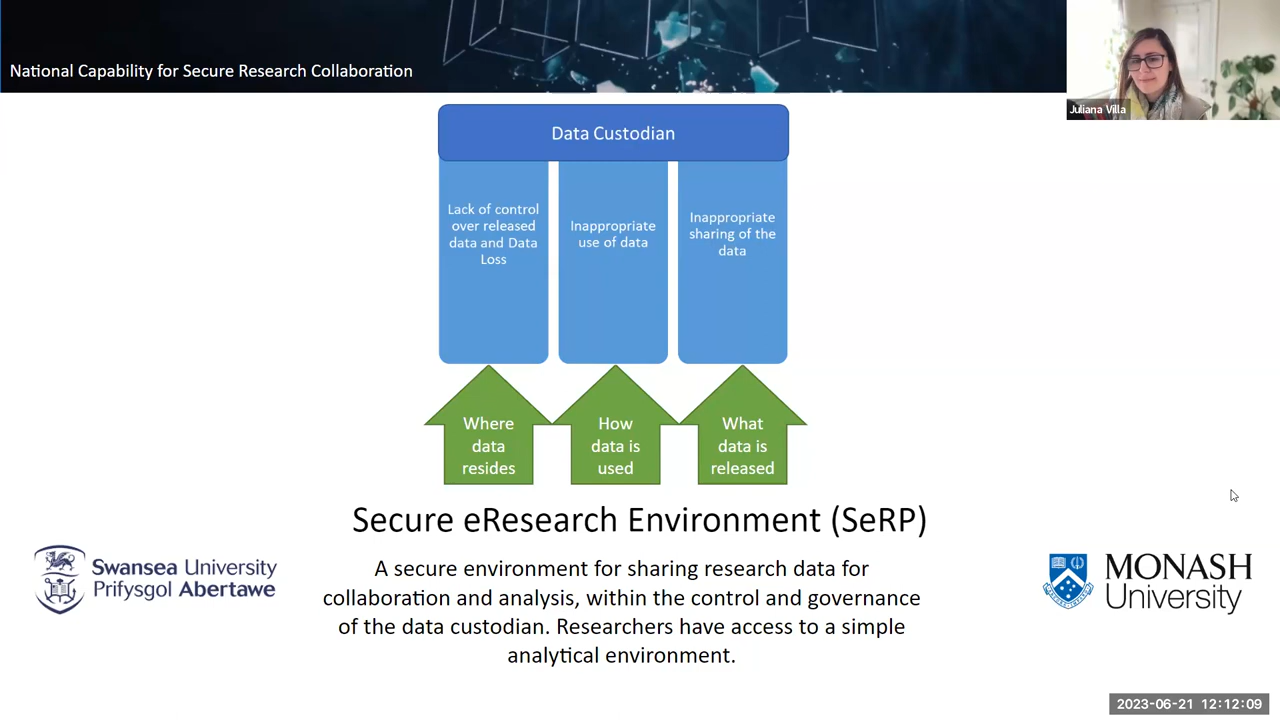 National Capability for Secure Research Collaboration
Juliana Villa
Data Custodian
Lack of control
over released
data and Data
Loss
Inappropriate
use of data
Inappropriate
sharing of the
data
Where
data
resides
How
data is
used
What
data is
released
Secure eResearch Environment (SeRP)
Swansea University
Prifysgol Abertawe
A secure environment for sharing research data for
collaboration and analysis, within the control and governance
of the data custodian. Researchers have access to a simple
analytical environment.
MONASH
University
2023-06-21 12:12:09